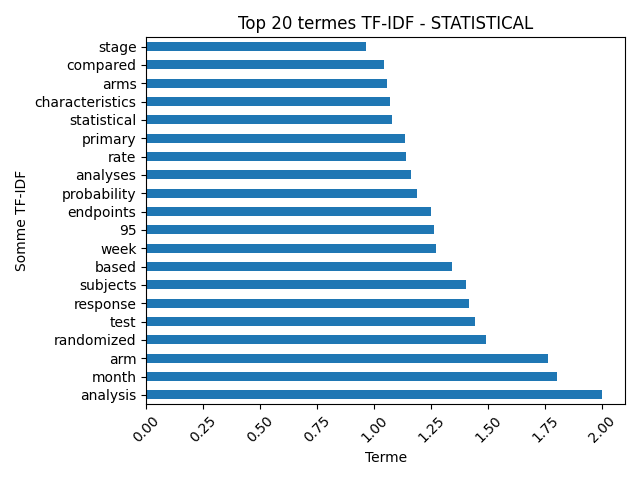 Top 20 termes TF-IDF - STATISTICAL
stage
compared
arms
characteristics
statistical
primary
rate
analyses
probability
endpoints
95
week
based
subjects
response
test
randomized
arm
month
analysis
Somme TF-IDF
0.00
0.25
0.50
0.75
1.00
1.25
1.50
1.75
2.00
Terme